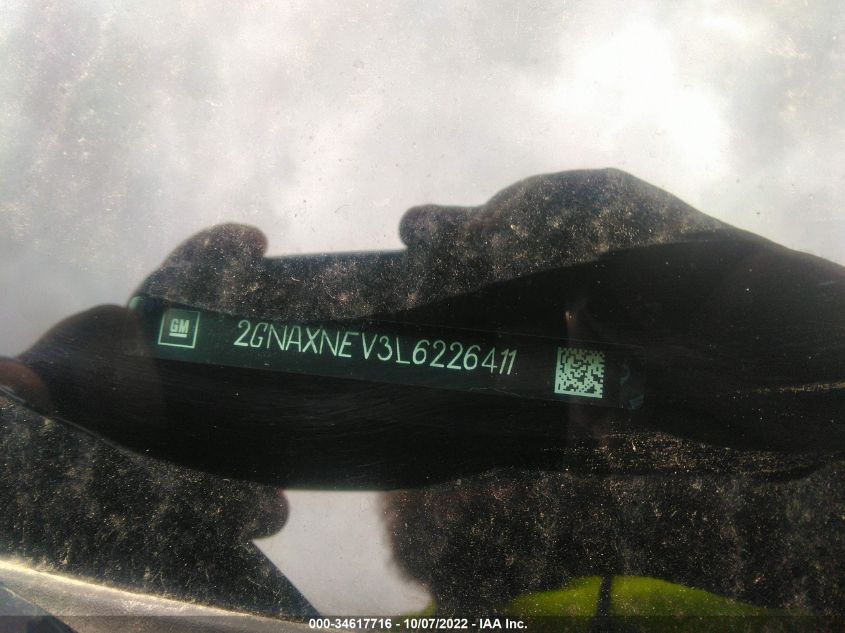 GM
2GNAXNEV3L6226411
000-34617716 - 10/07/2022 - IAA Inc.